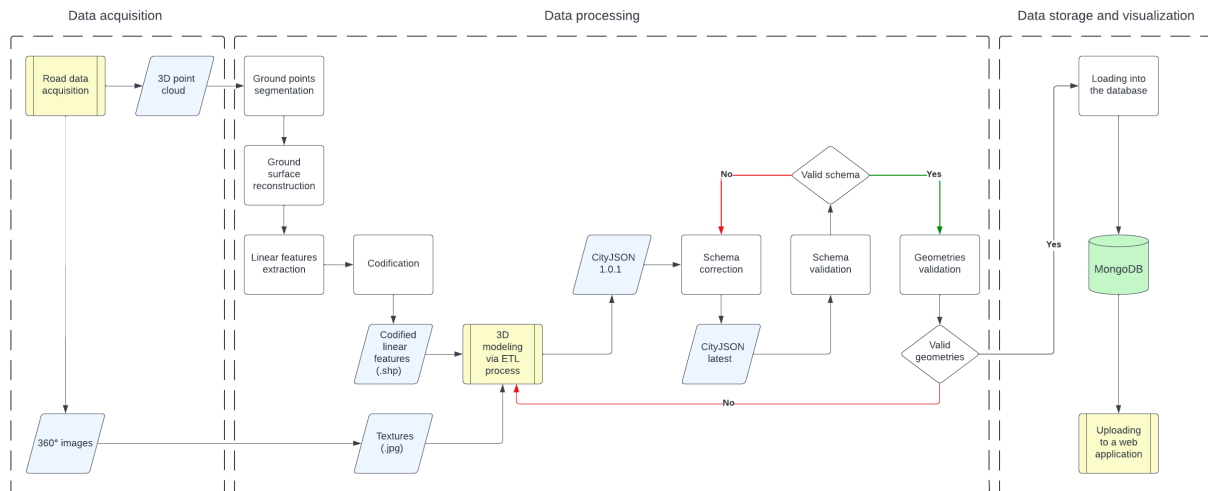 Data acquisition
Data processing
Data storage and visualization
Road data
acquisition
3D point
cloud
Ground points
segmentation
Loading into
the database
Ground
surface
reconstruction
No
Valid schema
Yes
Linear features
extraction
Codification
CityJSON
1.0.1
Schema
correction
Schema
validation
Geometries
validation
Yes
MongoDB
Codified
linear
features
(.shp)
3D
modeling
via ETL
process
CityJSON
latest
Valid
geometries
No
360° images
Textures
(.jpg)
Uploading
to a web
application